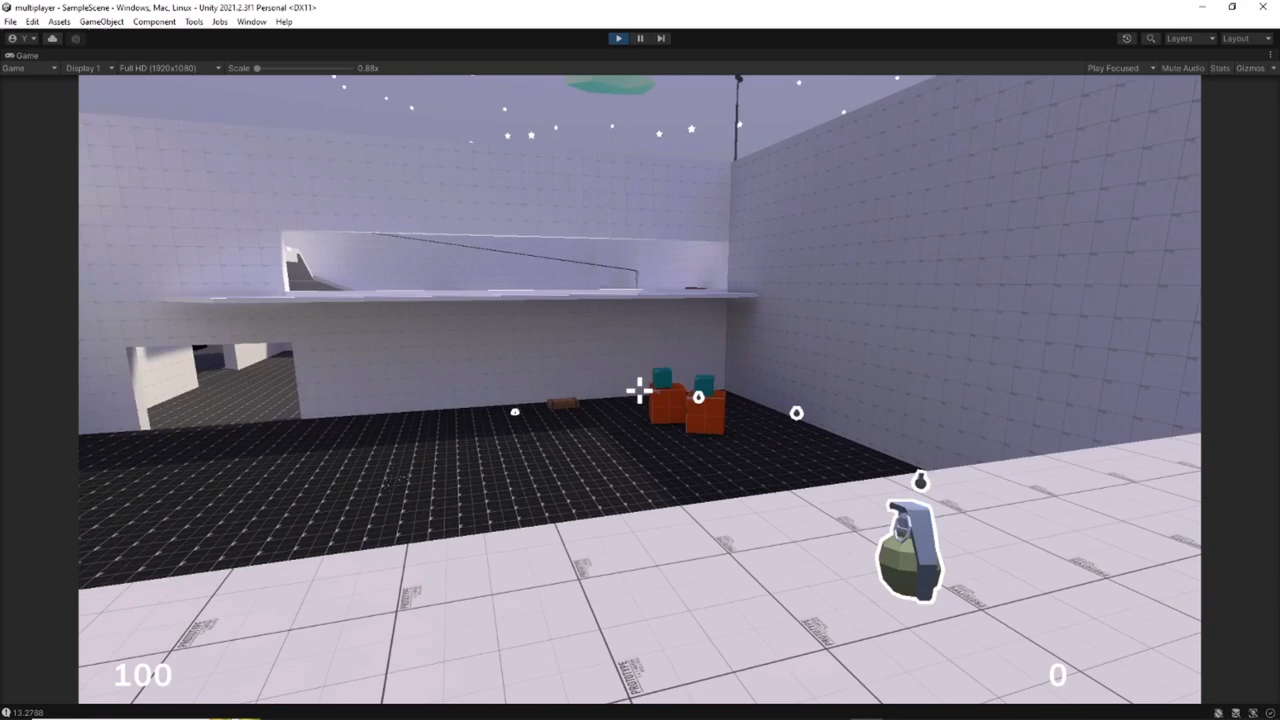 multiplayer - SampleScene - Windows, Mac, Linux - Unity 2021.2.3f1 Personal <DX11>
File Edit Assets GameObject Component Tools Jobs Window Help
Y Layers Layout
Game
Game Display 1 Full HD (1920x1080) Scale 0.88x Play Focused Mute Audio Stats Gizmos
PROTOTYPE
100 0
13.2788